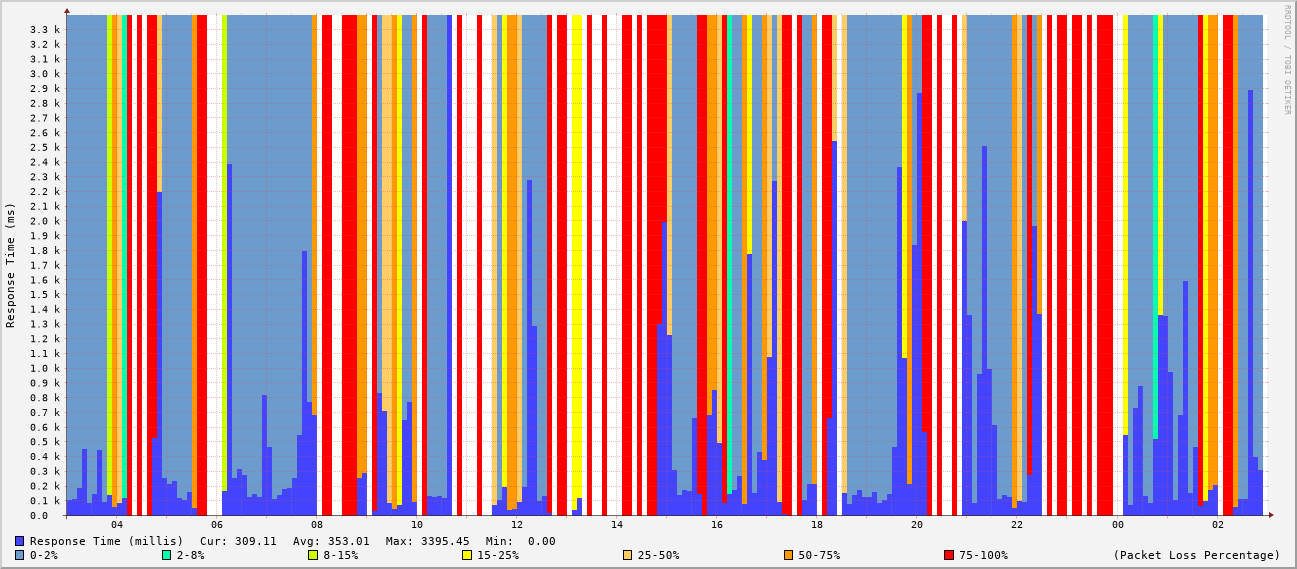 RRDTOOL / TOBI OETIKER
Response Time (ms)
3.3 k
3.2 k
3.1 k
3.0 k
2.9 k
2.8 k
2.7 k
2.6 k
2.5 k
2.4 k
2.3 k
2.2 k
2.1 k
2.0 k
1.9 k
1.8 k
1.7 k
1.6 k
1.5 k
1.4 k
1.3 k
1.2 k
1.1 k
1.0 k
0.9 k
0.8 k
0.7 k
0.6 k
0.5 k
0.4 k
0.3 k
0.2 k
0.1 k
0.0
04 06 08 10 12 14 16 18 20 22 00 02
Response Time (millis) Cur: 309.11 Avg: 353.01 Max: 3395.45 Min: 0.00
0-2% 2-8% 8-15% 15-25% 25-50% 50-75% 75-100% (Packet Loss Percentage)